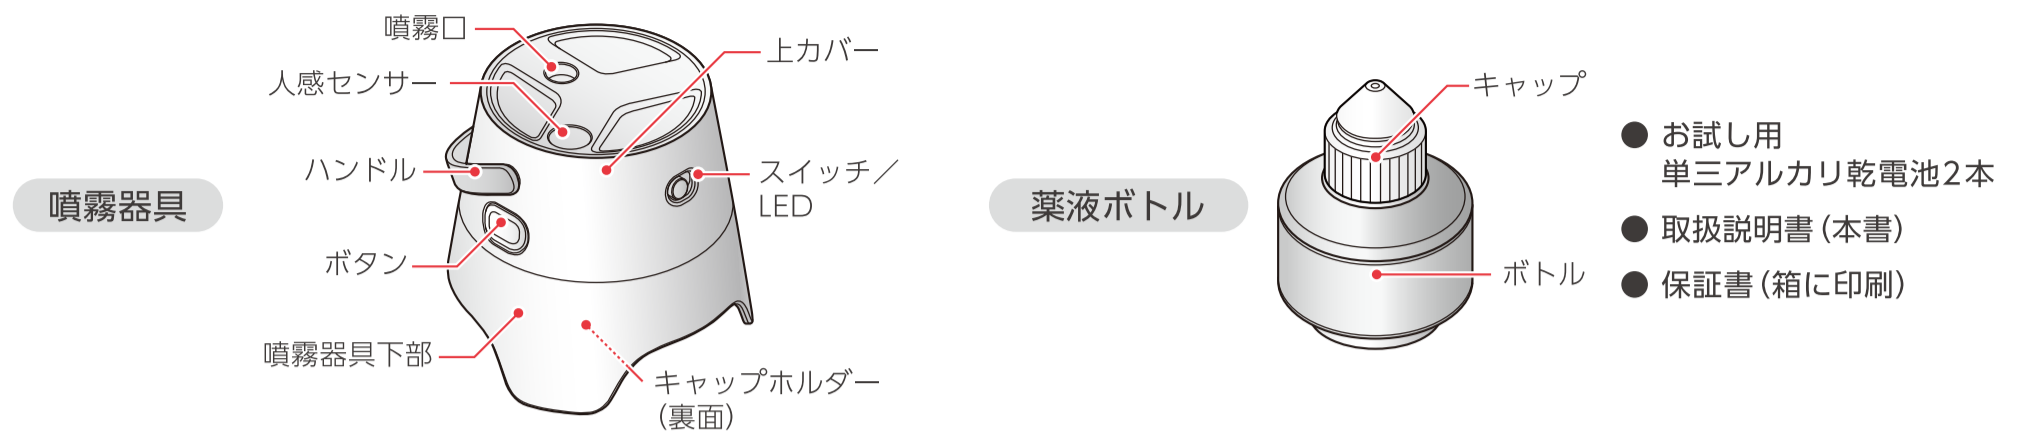 噴霧器具
噴霧口
人感センサー
ハンドル
ボタン
噴霧器具下部
上カバー
スイッチ／
LED
キャップホルダー
（裏面）
薬液ボトル
キャップ
ボトル
● お試し用
単三アルカリ乾電池2本
● 取扱説明書（本書）
● 保証書（箱に印刷）